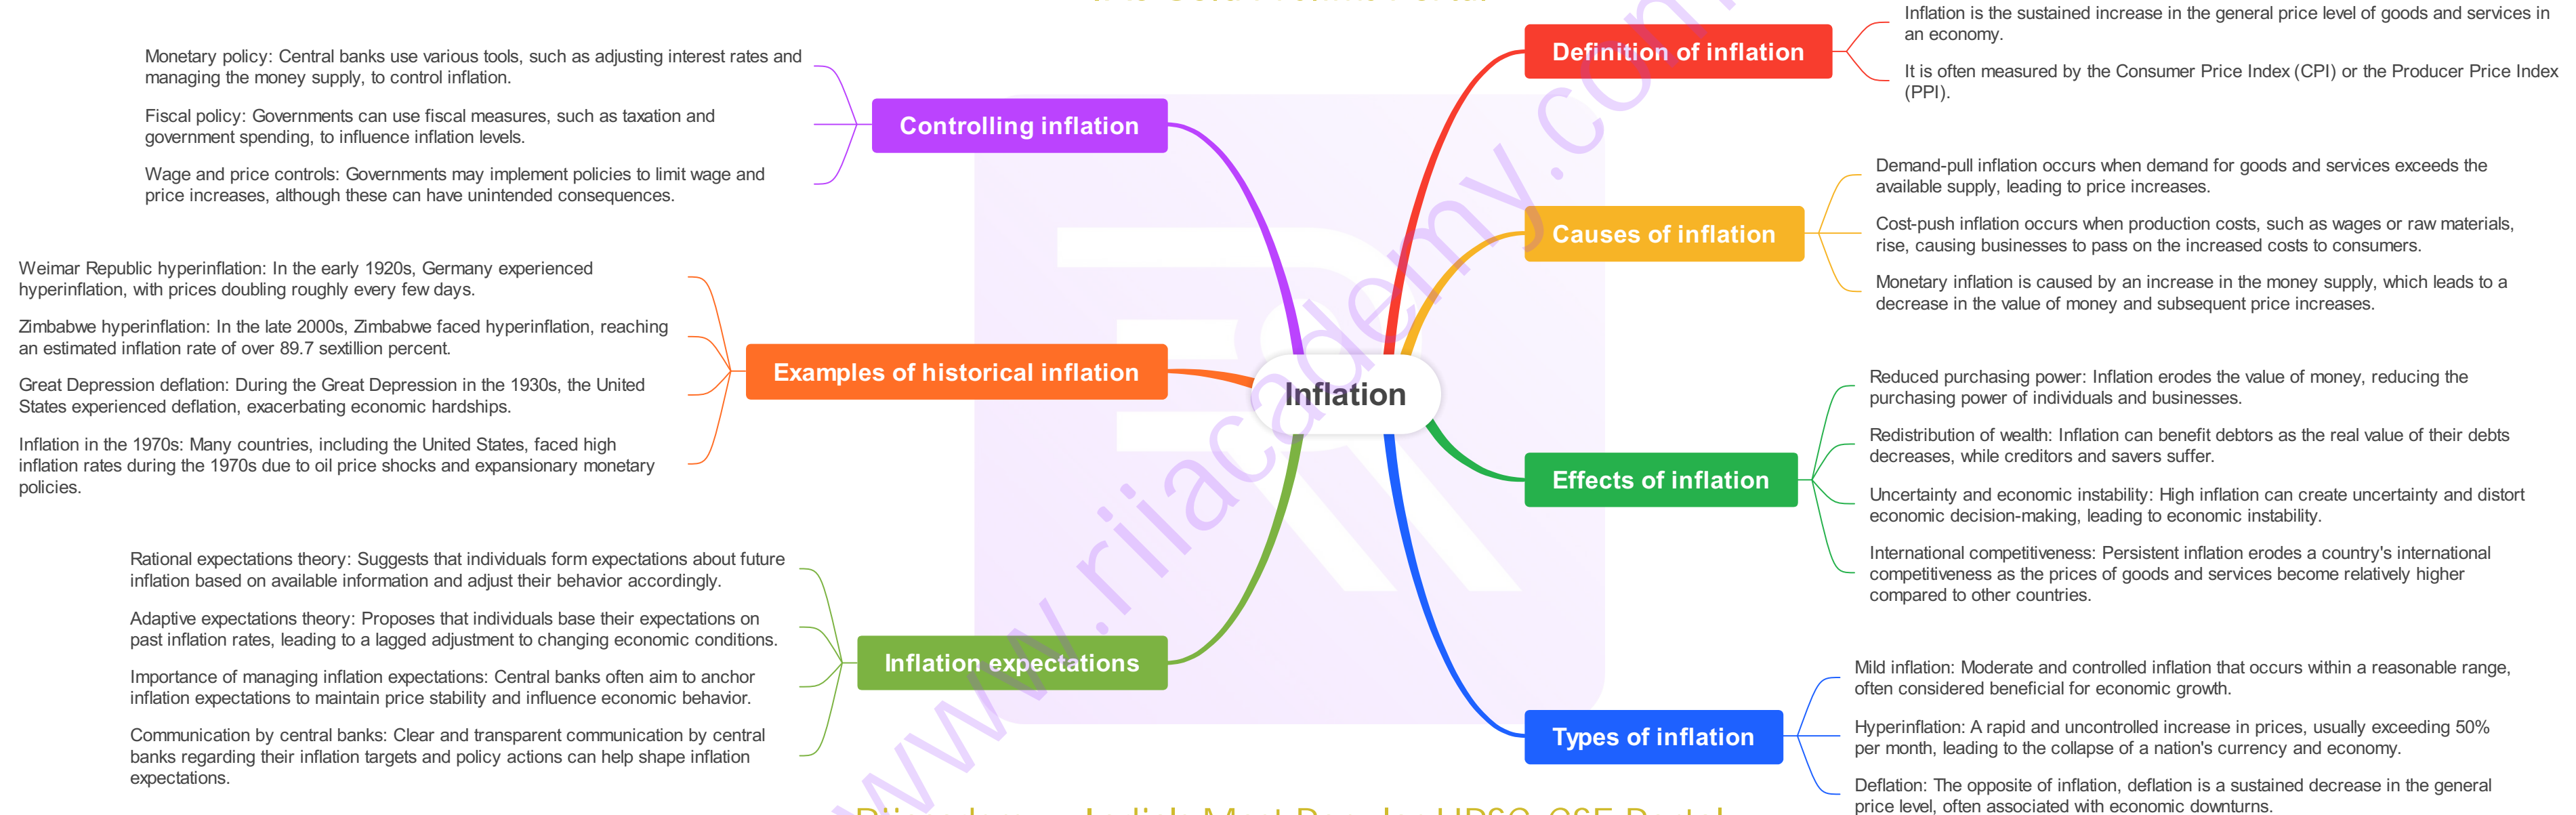 Definition of inflation
Inflation is the sustained increase in the general price level of goods and services in
an economy.
It is often measured by the Consumer Price Index (CPI) or the Producer Price Index
(PPI).
Causes of inflation
Demand-pull inflation occurs when demand for goods and services exceeds the
available supply, leading to price increases.
Cost-push inflation occurs when production costs, such as wages or raw materials,
rise, causing businesses to pass on the increased costs to consumers.
Monetary inflation is caused by an increase in the money supply, which leads to a
decrease in the value of money and subsequent price increases.
Effects of inflation
Reduced purchasing power: Inflation erodes the value of money, reducing the
purchasing power of individuals and businesses.
Redistribution of wealth: Inflation can benefit debtors as the real value of their debts
decreases, while creditors and savers suffer.
Uncertainty and economic instability: High inflation can create uncertainty and distort
economic decision-making, leading to economic instability.
International competitiveness: Persistent inflation erodes a country's international
competitiveness as the prices of goods and services become relatively higher
compared to other countries.
Types of inflation
Mild inflation: Moderate and controlled inflation that occurs within a reasonable range,
often considered beneficial for economic growth.
Hyperinflation: A rapid and uncontrolled increase in prices, usually exceeding 50%
per month, leading to the collapse of a nation's currency and economy.
Deflation: The opposite of inflation, deflation is a sustained decrease in the general
price level, often associated with economic downturns.
Inflation
Controlling inflation
Monetary policy: Central banks use various tools, such as adjusting interest rates and
managing the money supply, to control inflation.
Fiscal policy: Governments can use fiscal measures, such as taxation and
government spending, to influence inflation levels.
Wage and price controls: Governments may implement policies to limit wage and
price increases, although these can have unintended consequences.
Examples of historical inflation
Weimar Republic hyperinflation: In the early 1920s, Germany experienced
hyperinflation, with prices doubling roughly every few days.
Zimbabwe hyperinflation: In the late 2000s, Zimbabwe faced hyperinflation, reaching
an estimated inflation rate of over 89.7 sextillion percent.
Great Depression deflation: During the Great Depression in the 1930s, the United
States experienced deflation, exacerbating economic hardships.
Inflation in the 1970s: Many countries, including the United States, faced high
inflation rates during the 1970s due to oil price shocks and expansionary monetary
policies.
Inflation expectations
Rational expectations theory: Suggests that individuals form expectations about future
inflation based on available information and adjust their behavior accordingly.
Adaptive expectations theory: Proposes that individuals base their expectations on
past inflation rates, leading to a lagged adjustment to changing economic conditions.
Importance of managing inflation expectations: Central banks often aim to anchor
inflation expectations to maintain price stability and influence economic behavior.
Communication by central banks: Clear and transparent communication by central
banks regarding their inflation targets and policy actions can help shape inflation
expectations.
www.riiacademy.com